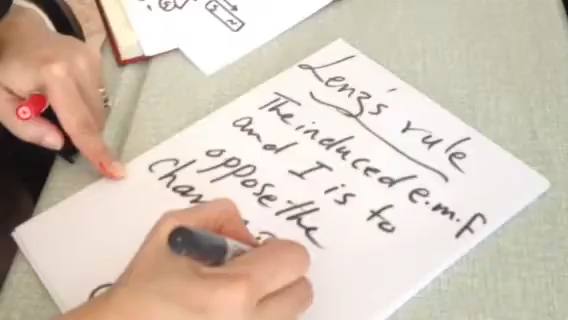 Lenz's rule
The induced e.m.f
and I is to
oppose the